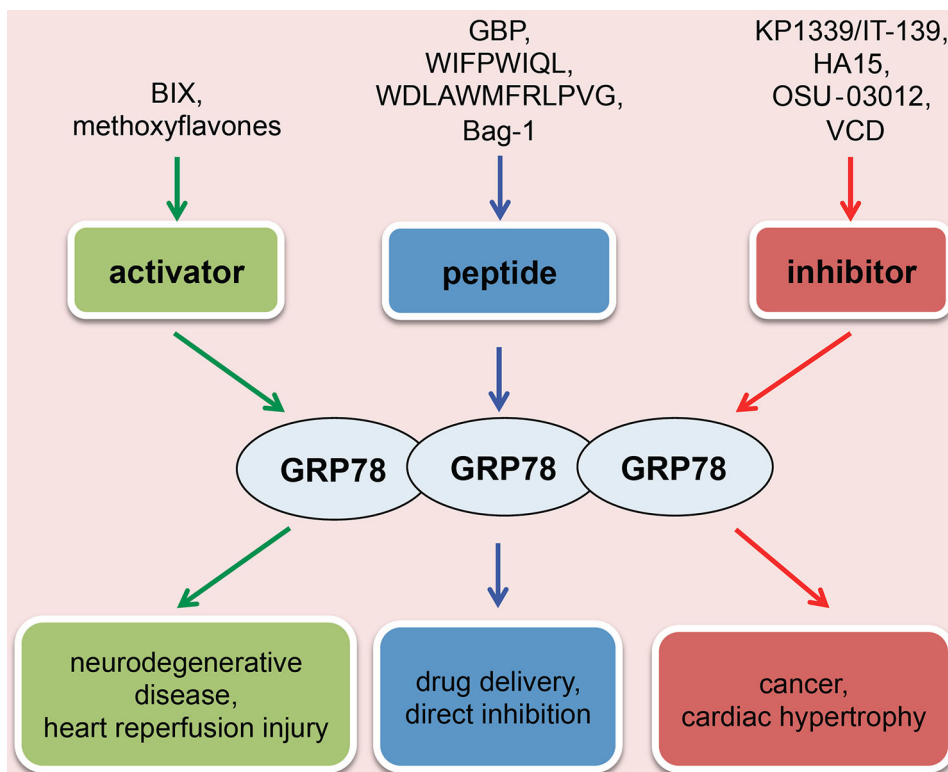 BIX,
methoxyflavones
GBP,
WIFPWIQL,
WDLAWMFRLPVG,
Bag-1
KP1339/IT-139,
HA15,
OSU-03012,
VCD
activator
peptide
inhibitor
GRP78
GRP78
GRP78
neurodegenerative
disease,
heart reperfusion injury
drug delivery,
direct inhibition
cancer,
cardiac hypertrophy